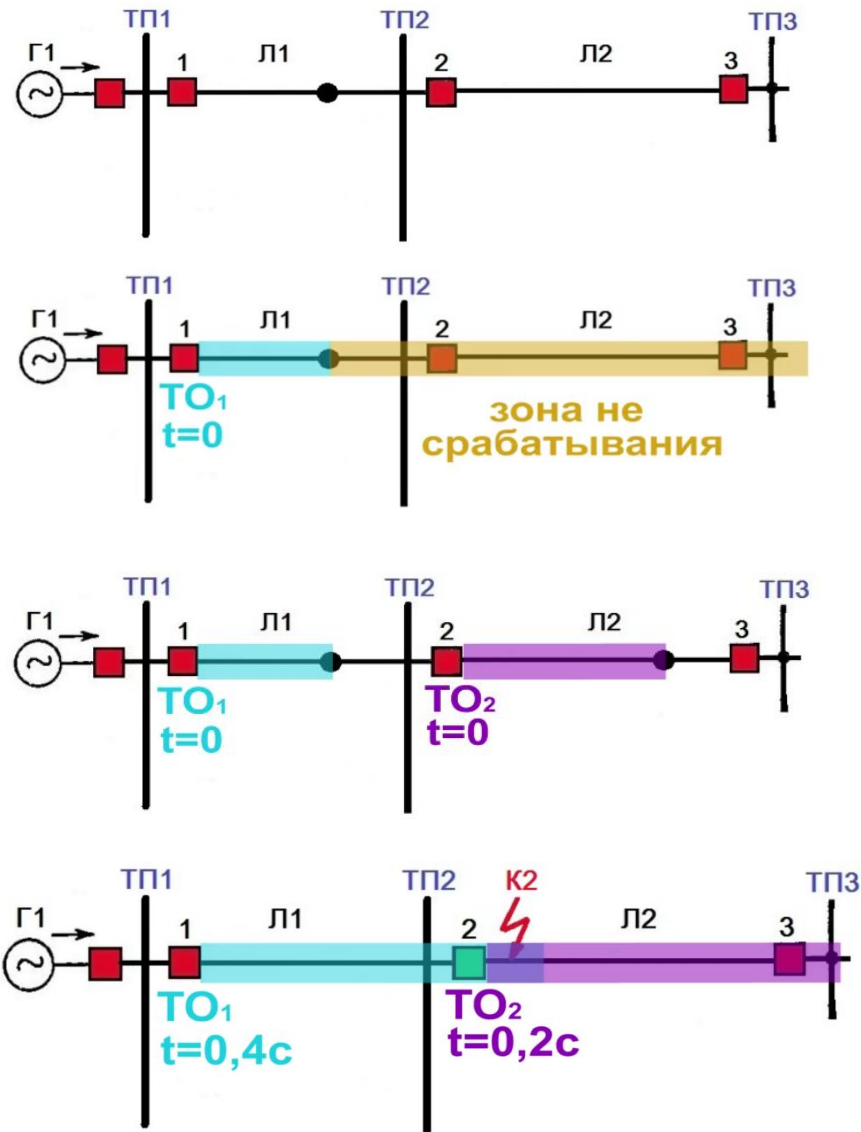 ТП1 ТП2 ТП3
Г1 1 Л1 2 Л2 3
ТП1 ТП2 ТП3
Г1 1 Л1 2 Л2 3
ТО₁
t=0
зона не
срабатывания
ТП1 ТП2 ТП3
Г1 1 Л1 2 Л2 3
ТО₁ ТО₂
t=0 t=0
ТП1 ТП2 К2 ТП3
Г1 1 Л1 2 Л2 3
ТО₁ ТО₂
t=0,4с t=0,2с